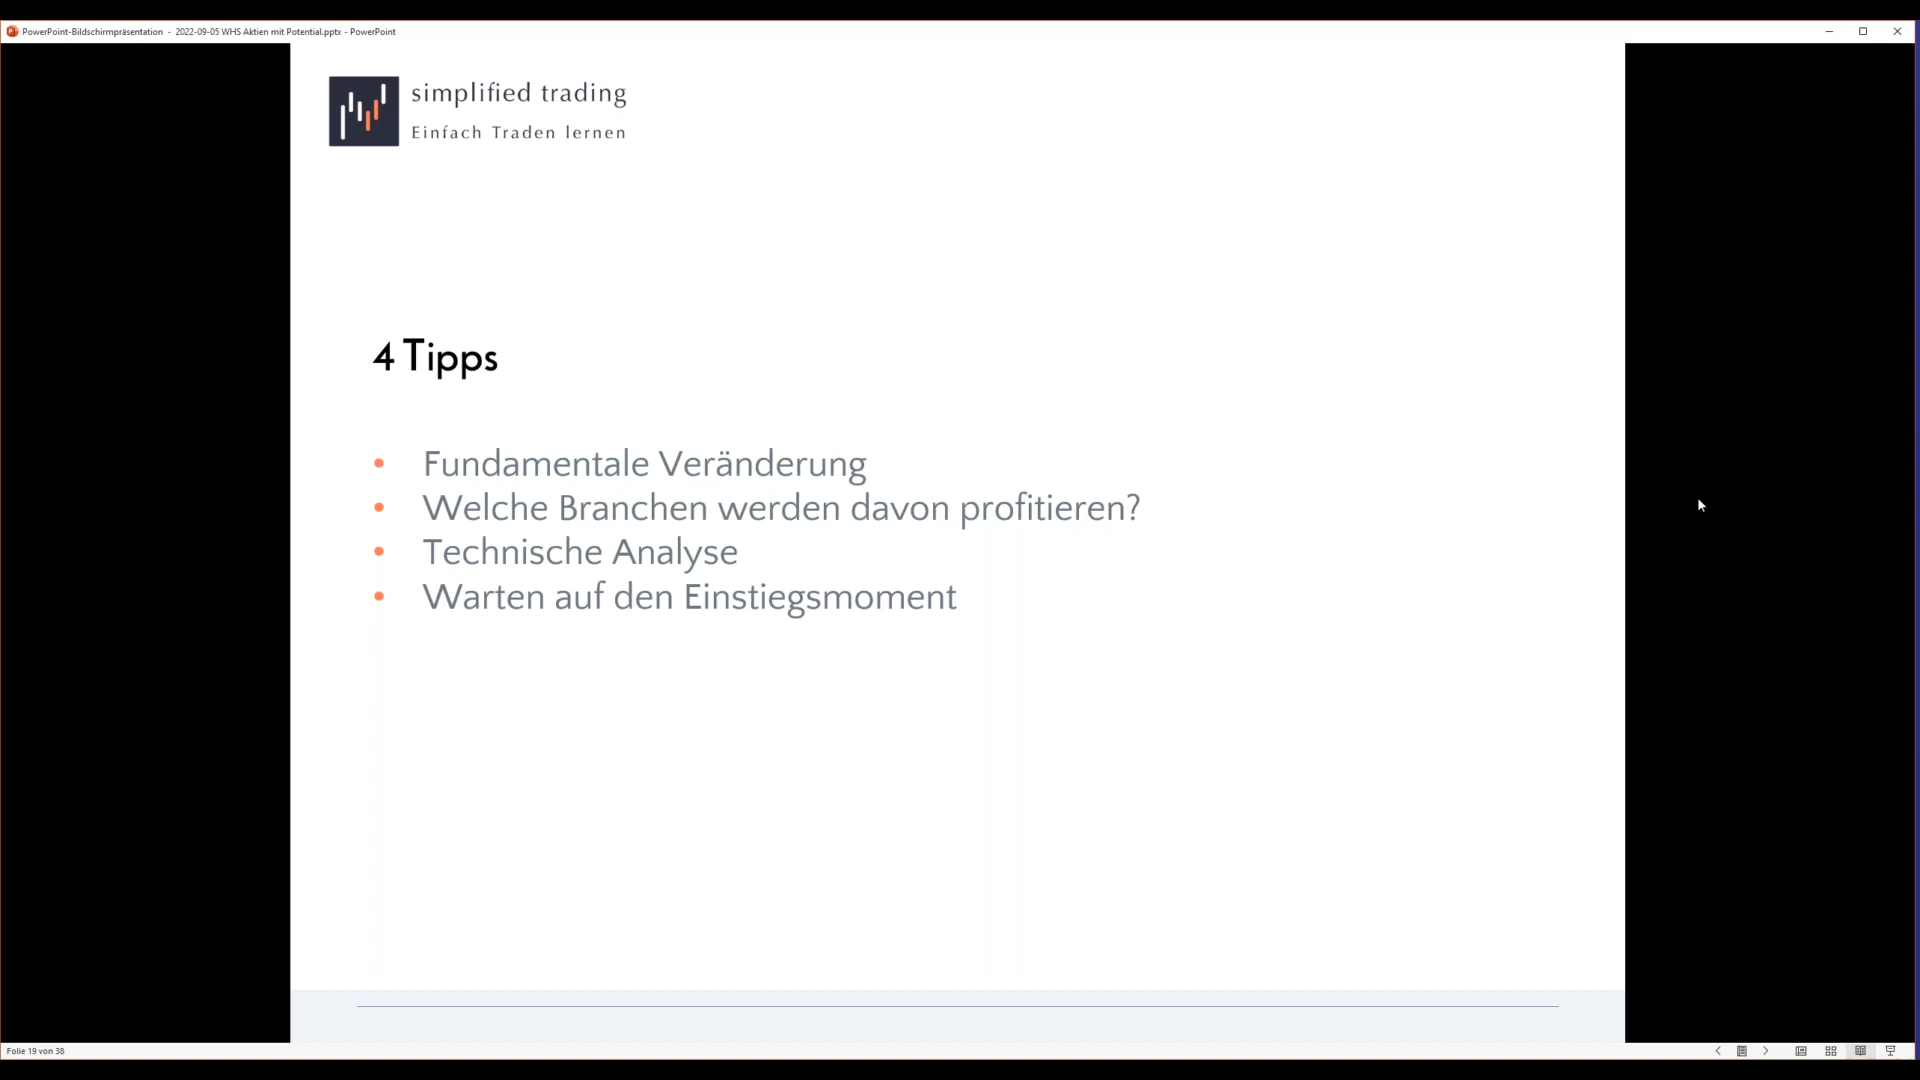 PowerPoint-Bildschirmpräsentation - 2022-09-05 WHS Aktien mit Potential.pptx - PowerPoint
simplified trading
Einfach Traden lernen
4 Tipps
• Fundamentale Veränderung
• Welche Branchen werden davon profitieren?
• Technische Analyse
• Warten auf den Einstiegsmoment
Folie 19 von 38